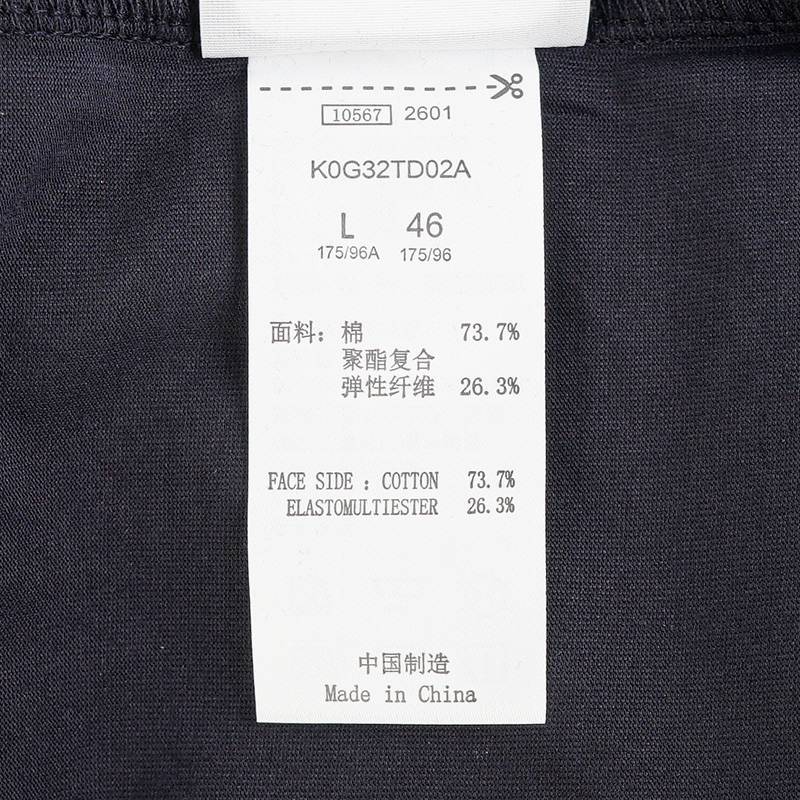 10567 2601
K0G32TD02A
L 46
175/96A 175/96
面料：棉 73.7%
聚酯复合
弹性纤维 26.3%
FACE SIDE : COTTON 73.7%
ELASTOMULTIESTER 26.3%
中国制造
Made in China